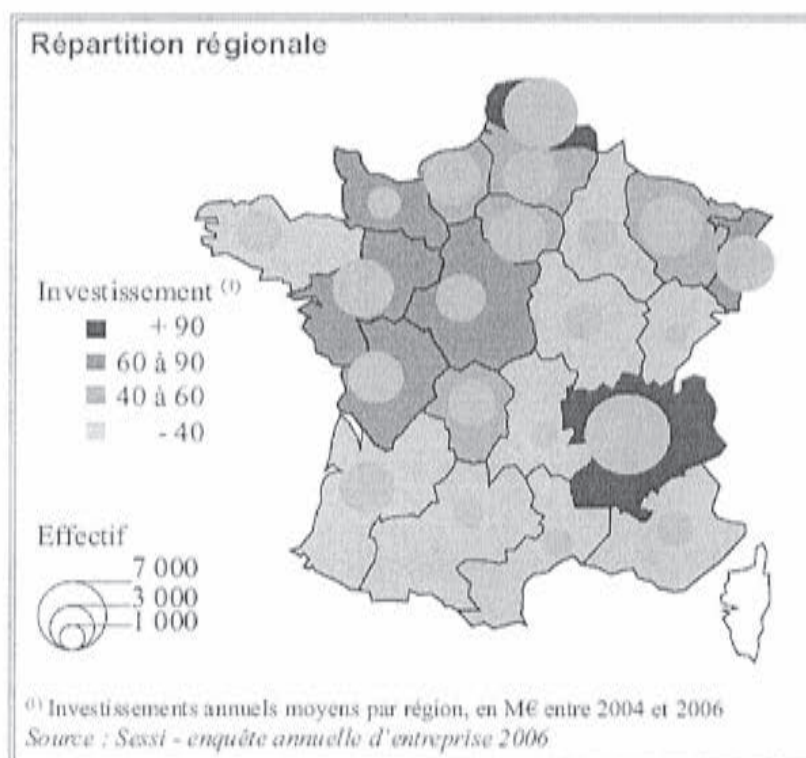 Répartition régionale
Investissement (1)
+ 90
60 à 90
40 à 60
- 40
Effectif
7 000
3 000
1 000
(1) Investissements annuels moyens par région, en M€ entre 2004 et 2006
Source : Sessi - enquête annuelle d'entreprise 2006